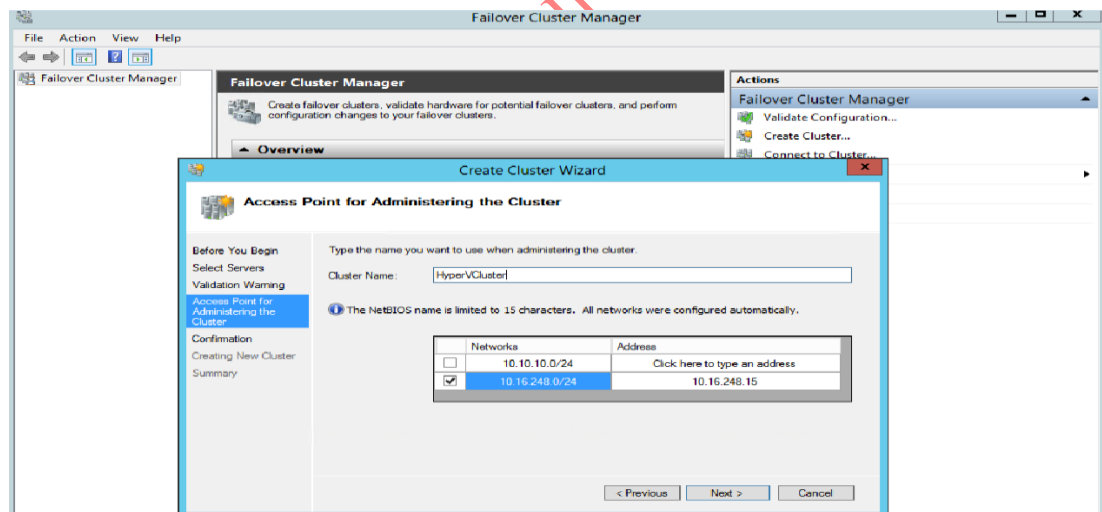 Failover Cluster Manager
File Action View Help
Failover Cluster Manager
Failover Cluster Manager
Create failover clusters, validate hardware for potential failover clusters, and perform
configuration changes to your failover clusters.
Overview
Actions
Failover Cluster Manager
Validate Configuration...
Create Cluster...
Connect to Cluster...
Create Cluster Wizard
Access Point for Administering the Cluster
Before You Begin
Select Servers
Validation Warning
Access Point for
Administering the
Cluster
Confirmation
Creating New Cluster
Summary
Type the name you want to use when administering the cluster.
Cluster Name: HyperVCluster
The NetBIOS name is limited to 15 characters. All networks were configured automatically.
Networks Address
10.10.10.0/24 Click here to type an address
10.16.248.0/24 10.16.248.15
< Previous Next > Cancel